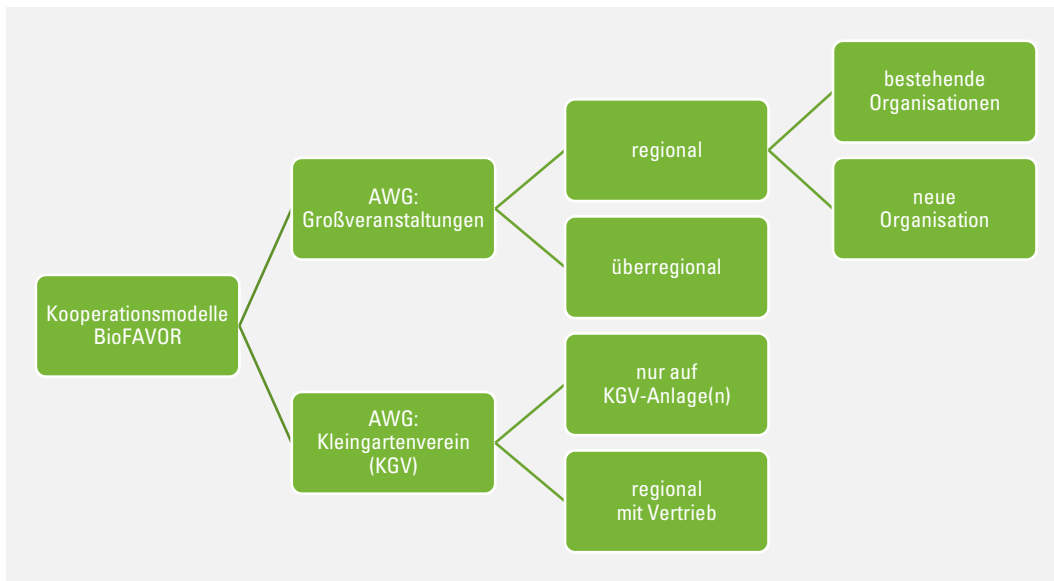 Kooperationsmodelle
BioFAVOR
AWG:
Großveranstaltungen
regional
bestehende
Organisationen
neue
Organisation
überregional
AWG:
Kleingartenverein
(KGV)
nur auf
KGV-Anlage(n)
regional
mit Vertrieb